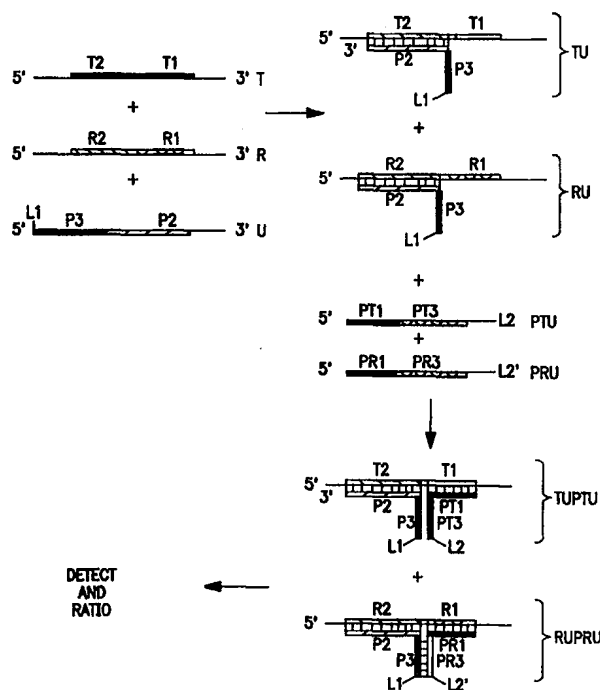 T2 T1
5' 3' T
+
R2 R1
5' 3' R
+
L1
5' P3 P2 3' U
T2 T1
5'
3' P2 P3 TU
L1
+
R2 R1
5'
P2 P3 RU
L1
+
5' PT1 PT3 L2 PTU
+
5' PR1 PR3 L2' PRU
T2 T1
5'
3' P2 PT1 TUPTU
P3 PT3
L1 L2
+
R2 R1
5'
P2 PR1 RUPRU
P3 PR3
L1 L2'
DETECT
AND
RATIO